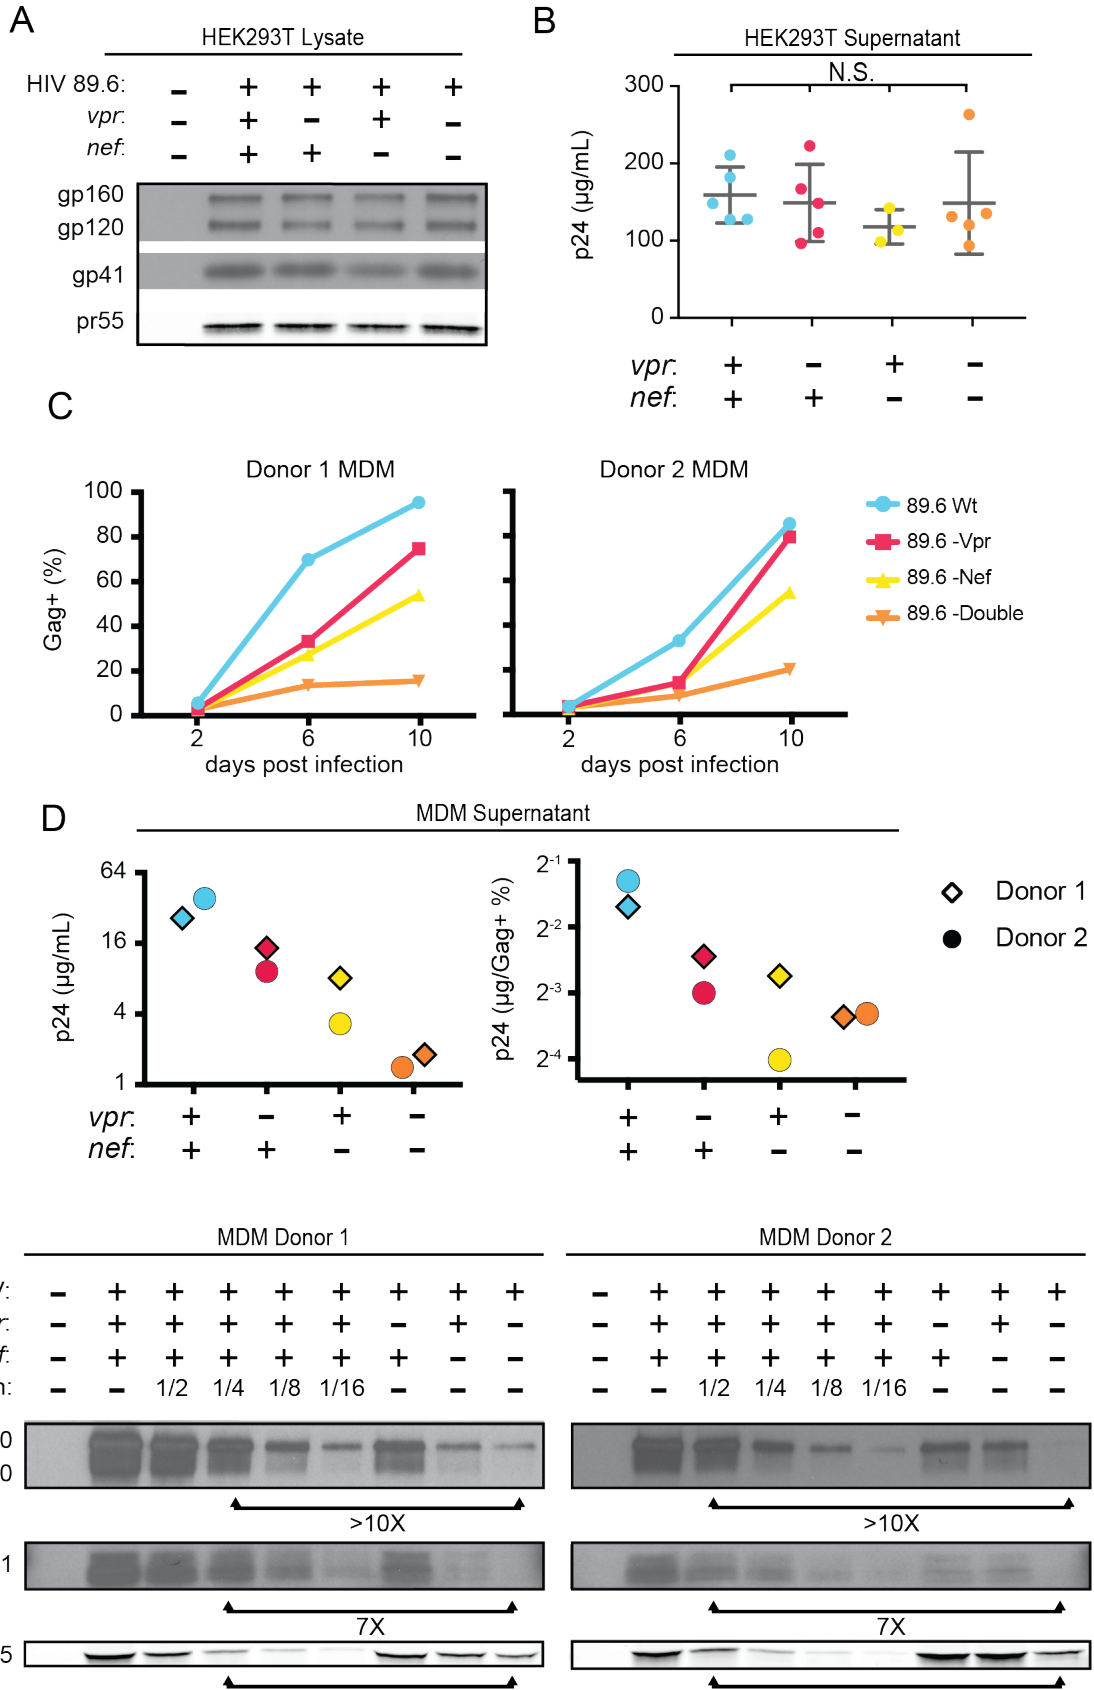 A
HEK293T Lysate
HIV 89.6: – + + + +
vpr: – + – + –
nef: – + + – –
gp160
gp120
gp41
pr55
B
HEK293T Supernatant
N.S.
300
200
100
0
p24 (µg/mL)
vpr: + – + –
nef: + + – –
C
Donor 1 MDM
Donor 2 MDM
100
80
60
40
20
0
Gag+ (%)
2 6 10
days post infection
2 6 10
days post infection
89.6 Wt
89.6 -Vpr
89.6 -Nef
89.6 -Double
D
MDM Supernatant
64
16
4
1
p24 (µg/mL)
vpr: + – + –
nef: + + – –
2-1
2-2
2-3
2-4
p24 (µg/Gag+ %)
+ – + –
+ + – –
Donor 1
Donor 2
MDM Donor 1
MDM Donor 2
: – + + + + + + + + – + + + + + + + +
r: – + + + + + – + – – + + + + + – + –
f: – + + + + + + – – – + + + + + + – –
n: – – 1/2 1/4 1/8 1/16 – – – – – 1/2 1/4 1/8 1/16 – – –
0
0
>10X
>10X
1
7X
7X
5